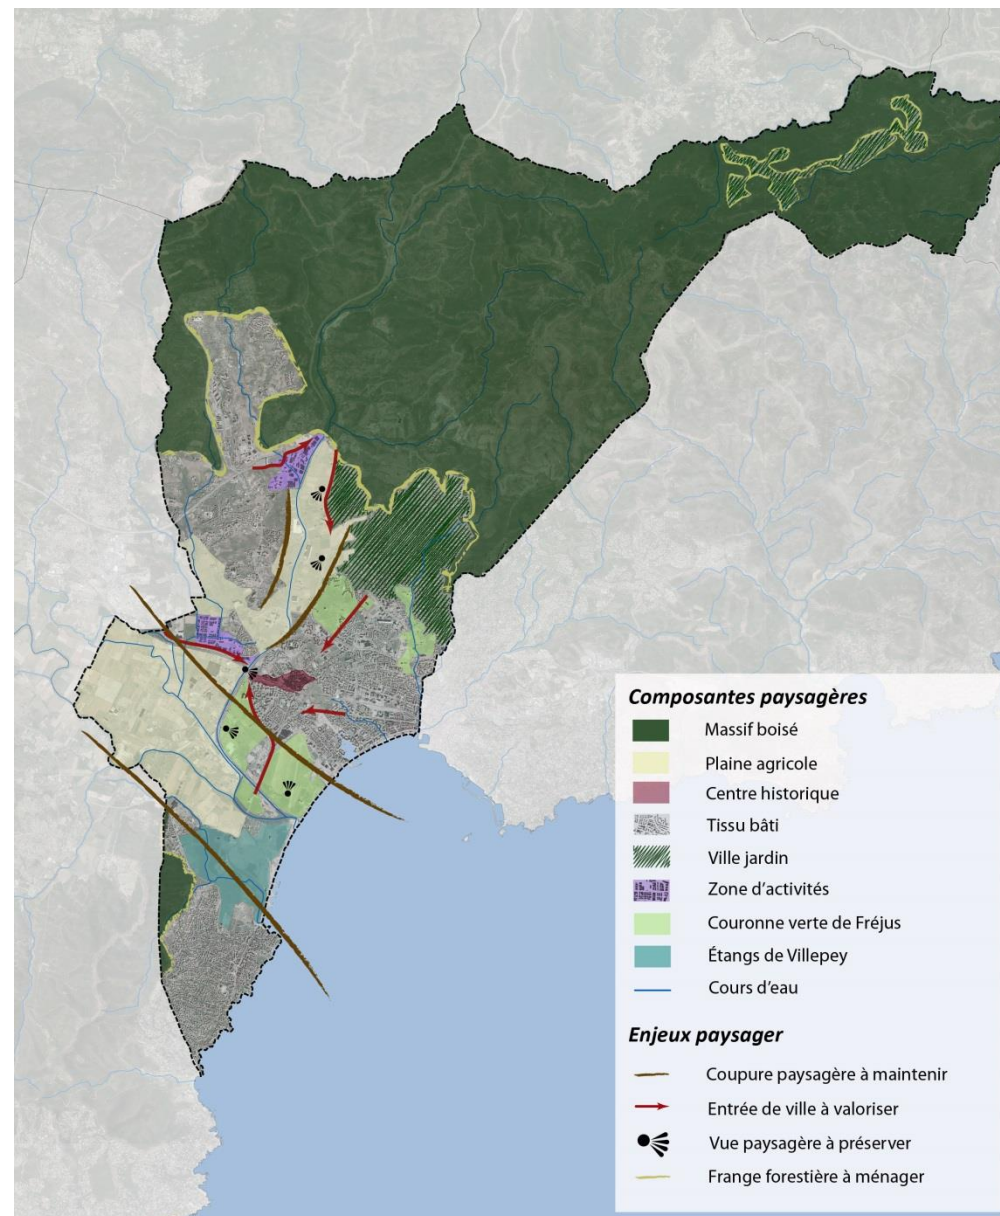 Composantes paysagères
Massif boisé
Plaine agricole
Centre historique
Tissu bâti
Ville jardin
Zone d'activités
Couronne verte de Fréjus
Étangs de Villepey
Cours d'eau
Enjeux paysager
Coupure paysagère à maintenir
Entrée de ville à valoriser
Vue paysagère à préserver
Frange forestière à ménager